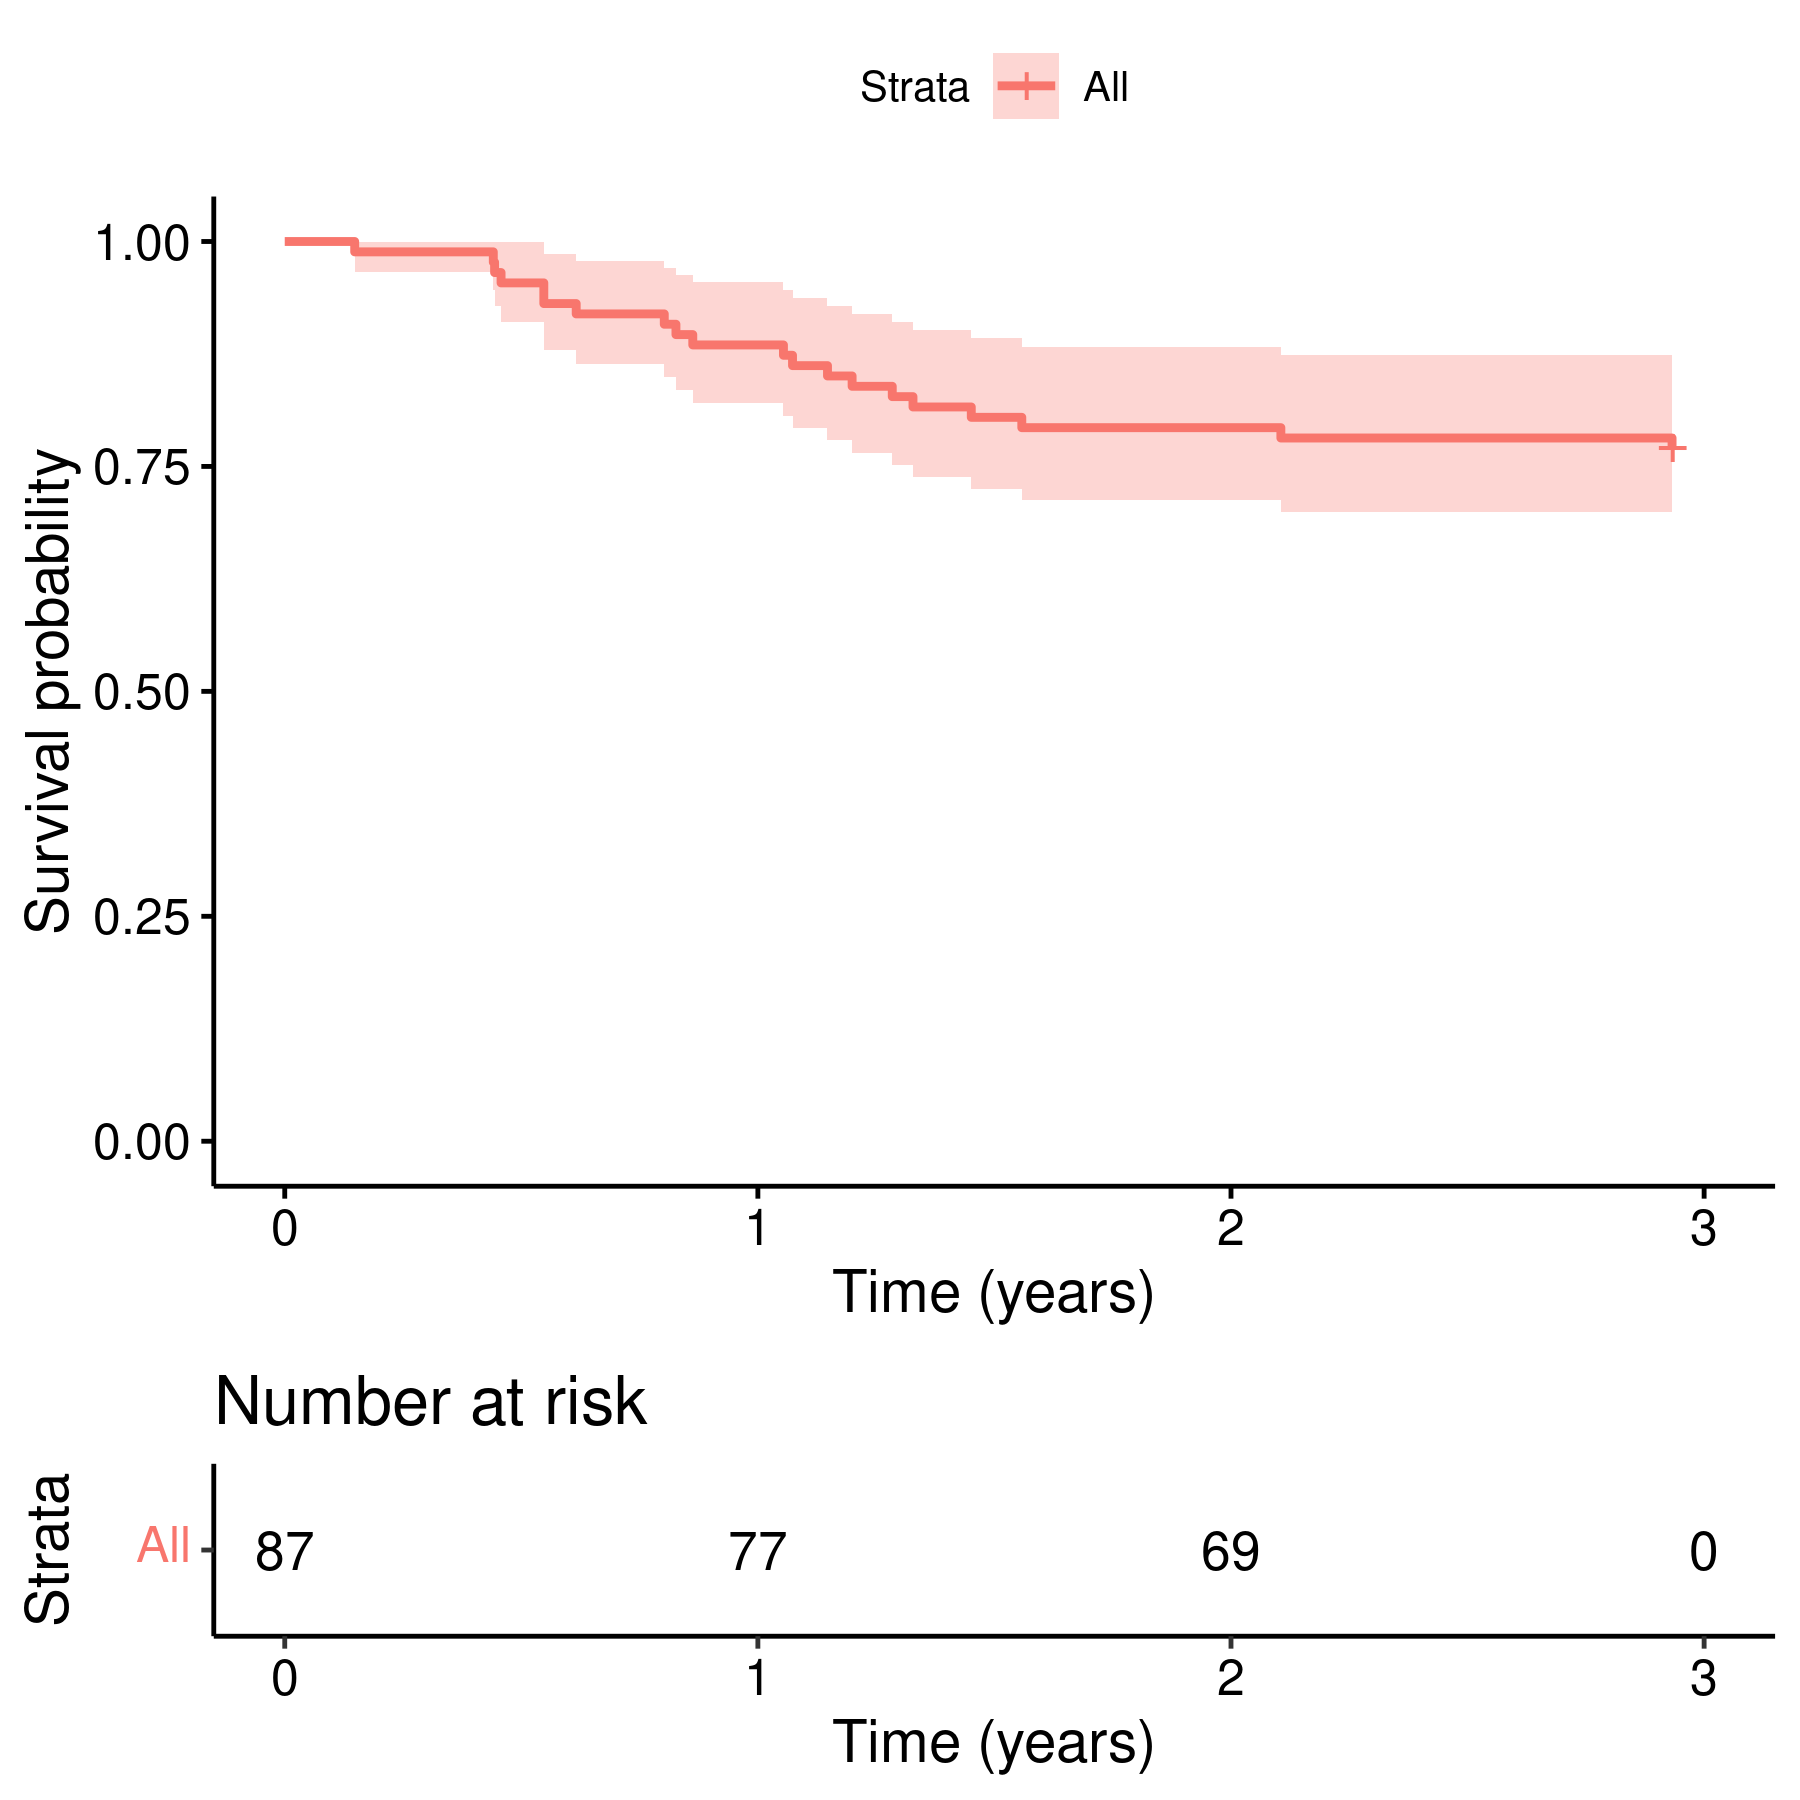 Strata All
1.00
0.75
0.50
0.25
0.00
Survival probability
0 1 2 3
Time (years)
Number at risk
Strata
All 87 77 69 0
0 1 2 3
Time (years)